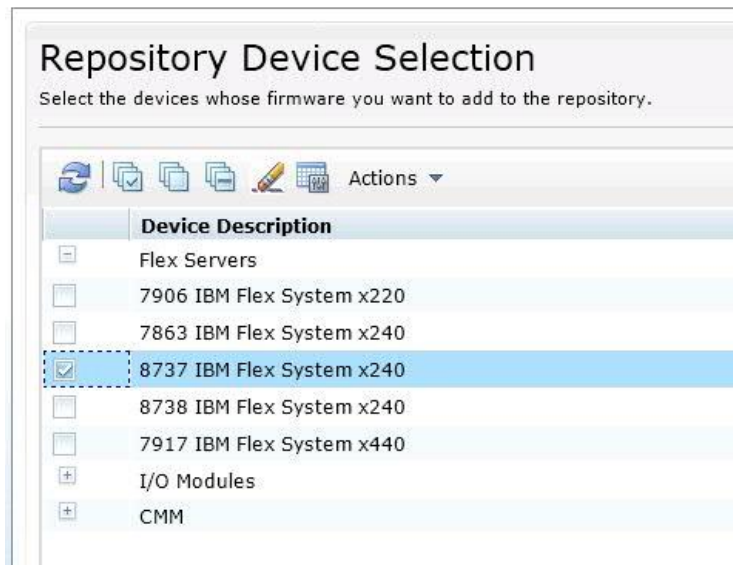 Repository Device Selection
Select the devices whose firmware you want to add to the repository.
Actions
Device Description
Flex Servers
7906 IBM Flex System x220
7863 IBM Flex System x240
8737 IBM Flex System x240
8738 IBM Flex System x240
7917 IBM Flex System x440
I/O Modules
CMM